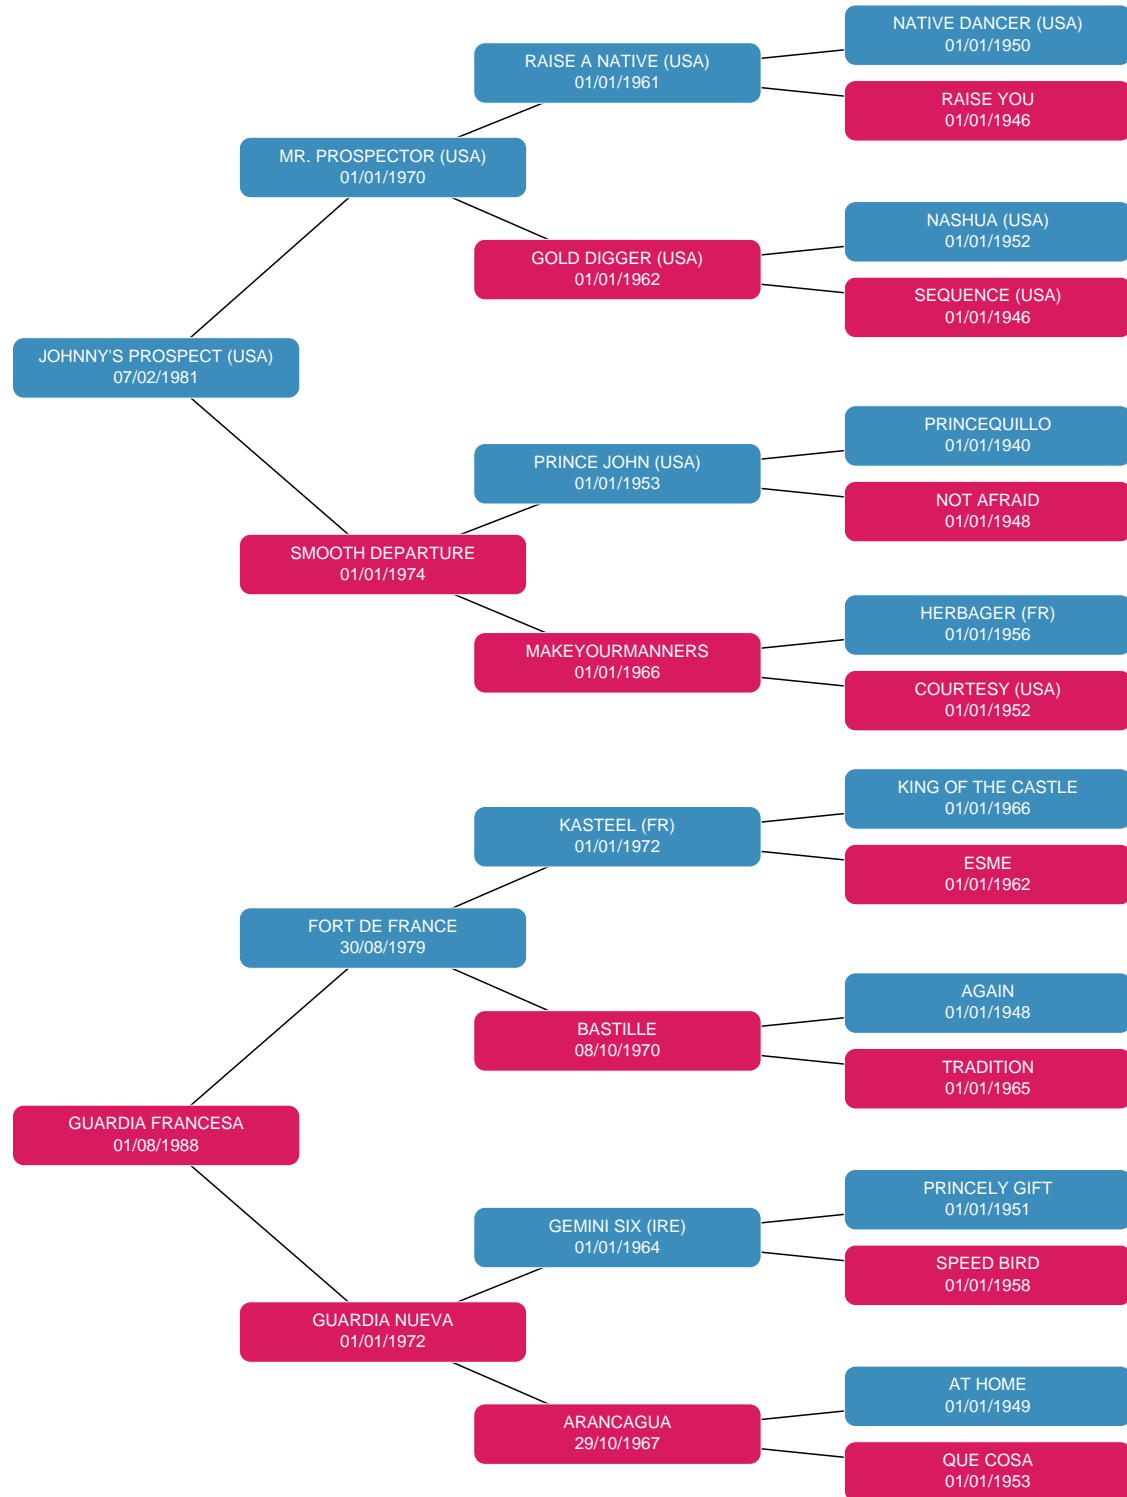 NATIVE DANCER (USA)
01/01/1950
RAISE A NATIVE (USA)
01/01/1961
RAISE YOU
01/01/1946
MR. PROSPECTOR (USA)
01/01/1970
NASHUA (USA)
01/01/1952
GOLD DIGGER (USA)
01/01/1962
SEQUENCE (USA)
01/01/1946
JOHNNY'S PROSPECT (USA)
07/02/1981
PRINCEQUILLO
01/01/1940
PRINCE JOHN (USA)
01/01/1953
NOT AFRAID
01/01/1948
SMOOTH DEPARTURE
01/01/1974
HERBAGER (FR)
01/01/1956
MAKEYOURMANNERS
01/01/1966
COURTESY (USA)
01/01/1952
KING OF THE CASTLE
01/01/1966
KASTEEL (FR)
01/01/1972
ESME
01/01/1962
FORT DE FRANCE
30/08/1979
AGAIN
01/01/1948
BASTILLE
08/10/1970
TRADITION
01/01/1965
GUARDIA FRANCESA
01/08/1988
PRINCELY GIFT
01/01/1951
GEMINI SIX (IRE)
01/01/1964
SPEED BIRD
01/01/1958
GUARDIA NUEVA
01/01/1972
AT HOME
01/01/1949
ARANCAGUA
29/10/1967
QUE COSA
01/01/1953